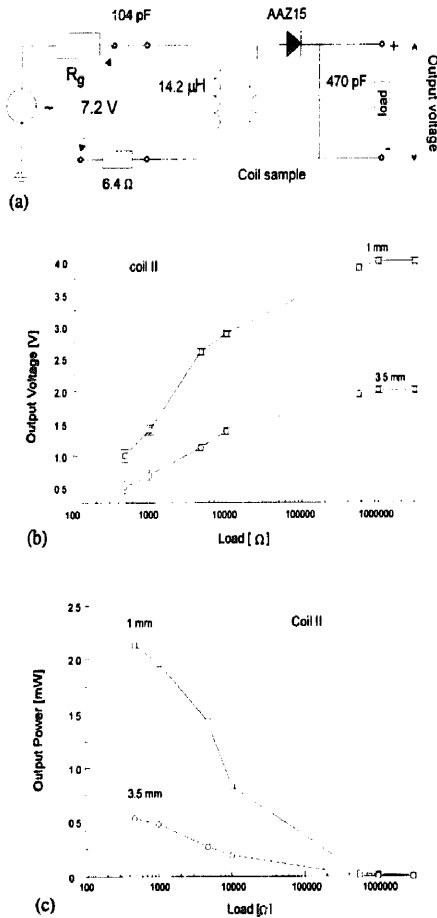 104 pF
AAZ15
Rg
~ 7.2 V
14.2 µH
470 pF
load
+
-
Output voltage
6.4 Ω
Coil sample
(a)
coil II
1 mm
3.5 mm
Output Voltage [V]
4.0
3.5
3.0
2.5
2.0
1.5
1.0
0.5
100
1000
10000
100000
1000000
Load [Ω]
(b)
Coil II
1 mm
3.5 mm
Output Power [mW]
2 5
2.0
1.5
1.0
0 5
0
100
1000
10000
100000
1000000
Load [Ω]
(c)